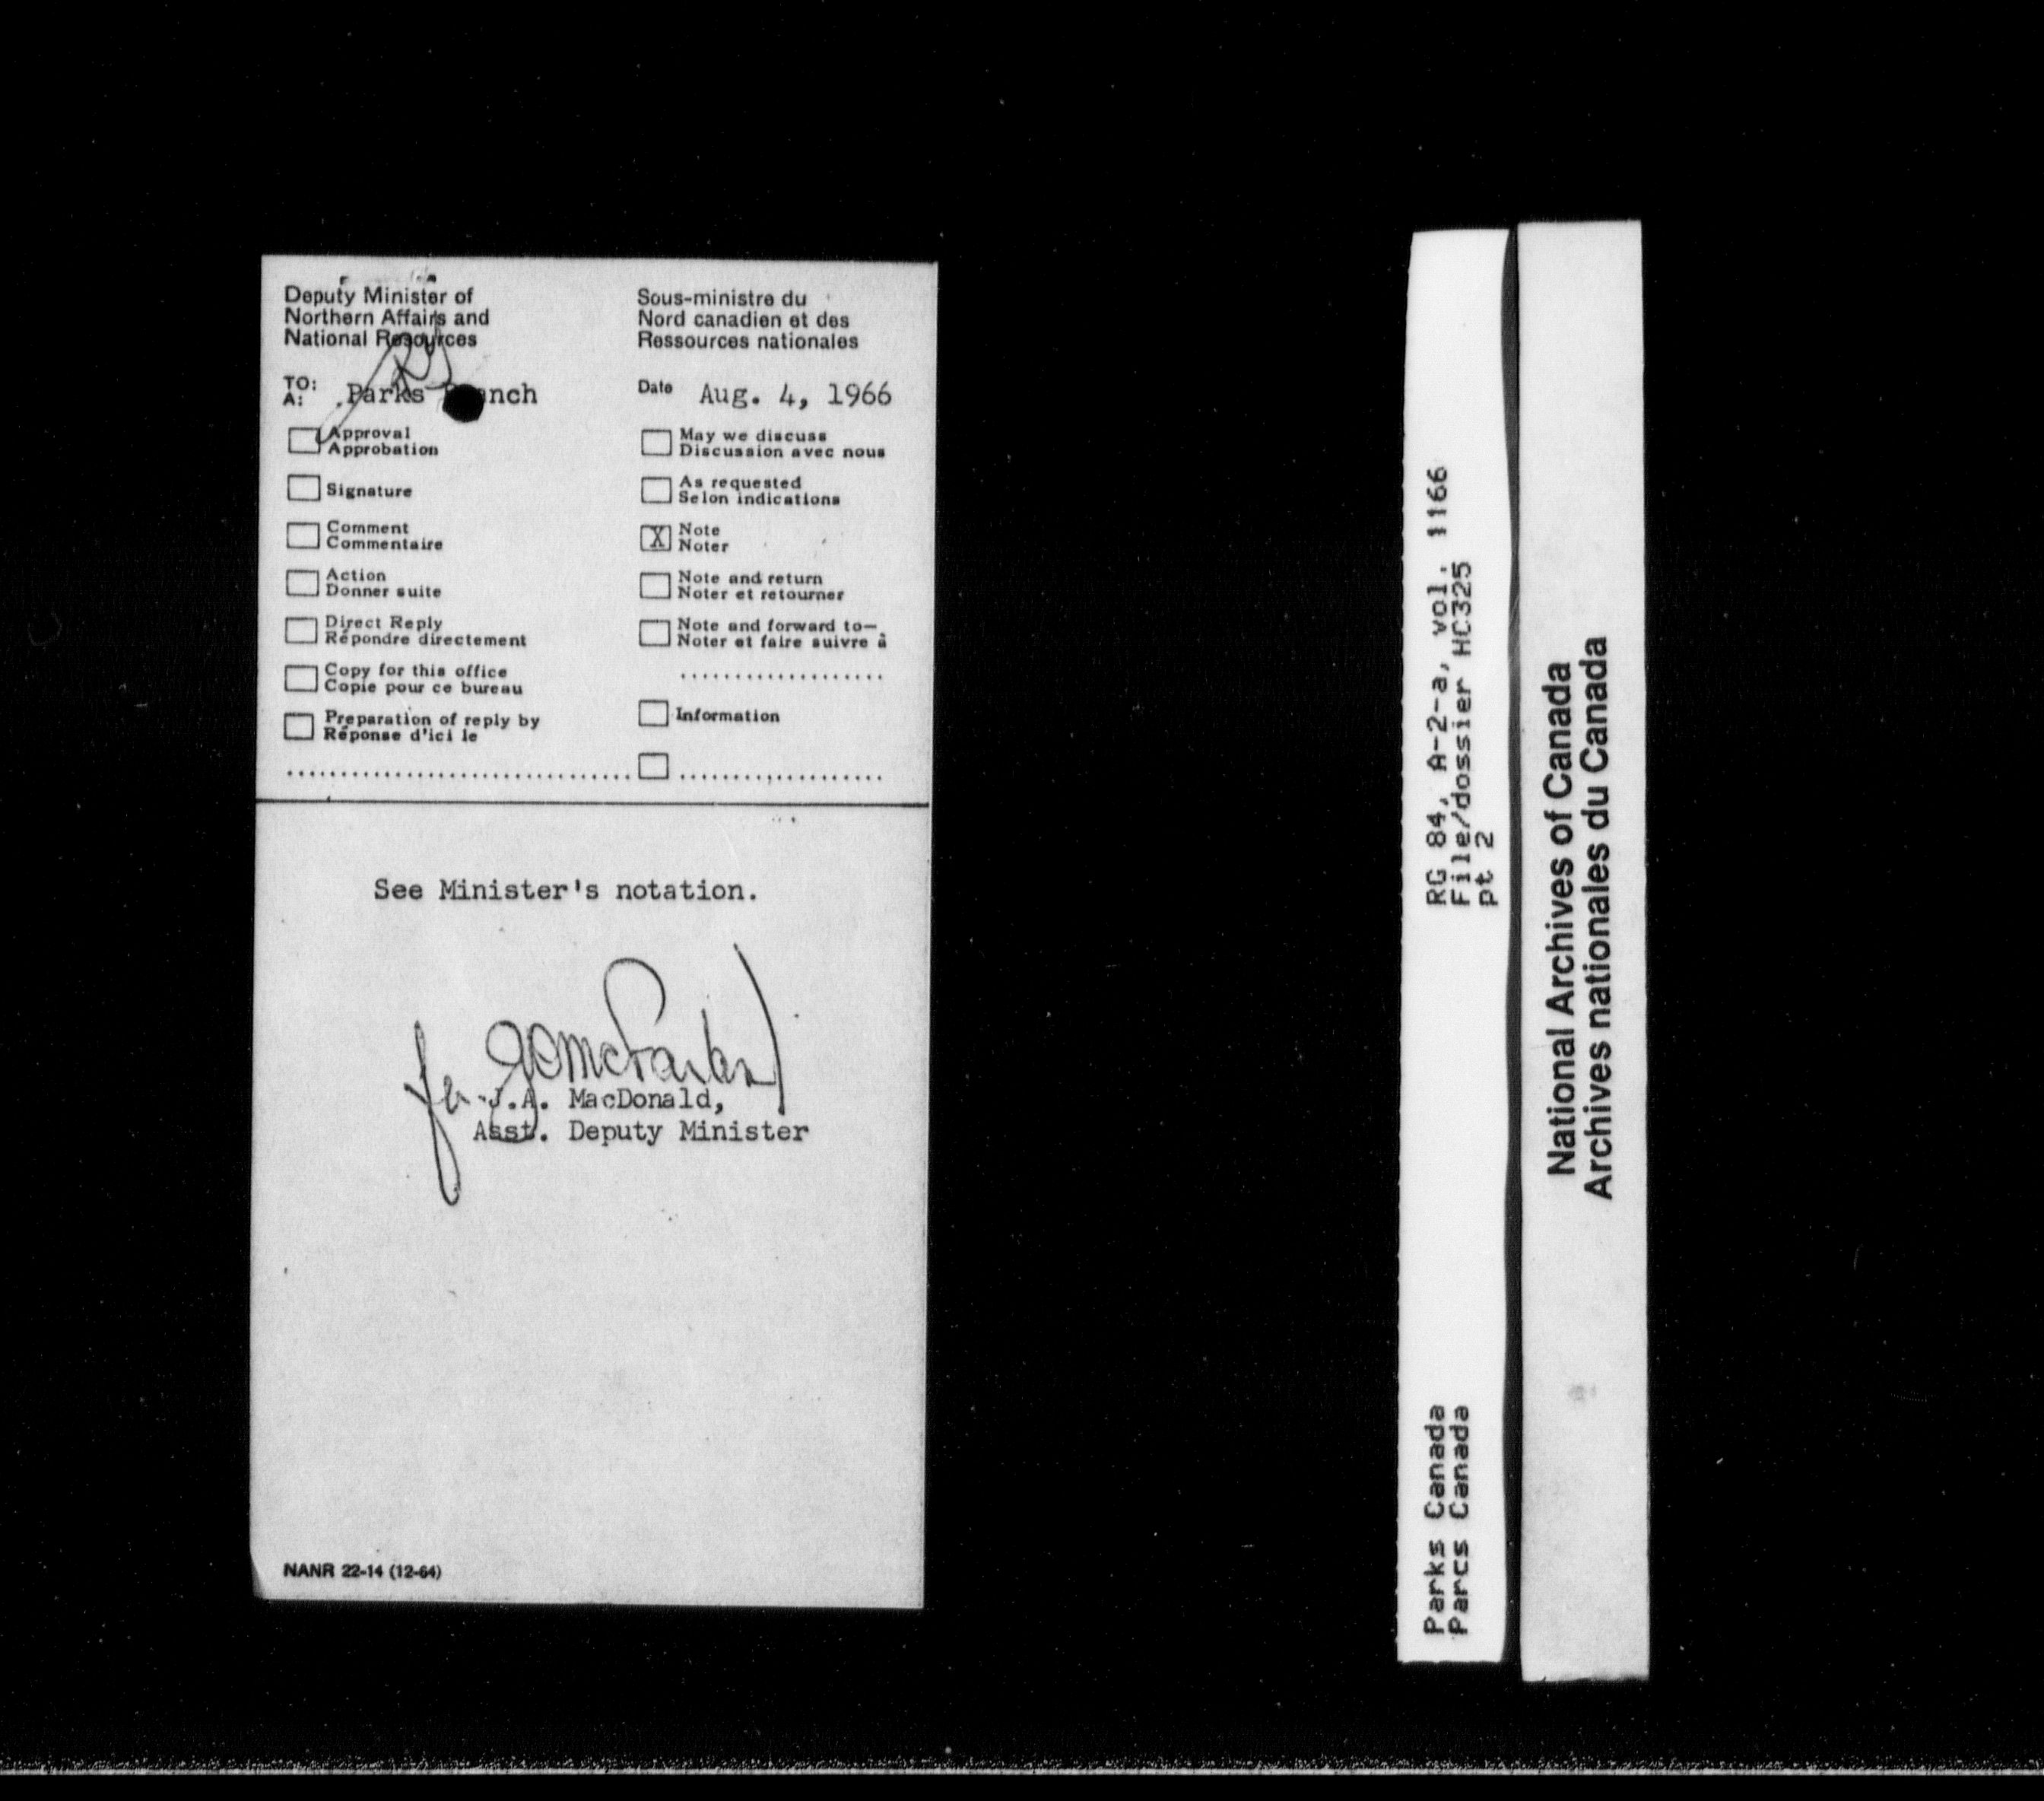 Deputy Minister of
Northern Affairs and
National Resources
Sous-ministre du
Nord canadien et des
Ressources nationales
TO:
A:
Parks Branch
Date Aug. 4, 1966
Approval
Approbation
Signature
Comment
Commentaire
Action
Donner suite
Direct Reply
Répondre directement
Copy for this office
Copie pour ce bureau
Preparation of reply by
Réponse d'ici le
May we discuss
Discussion avec nous
As requested
Selon indications
X Note
Noter
Note and return
Noter et retourner
Note and forward to—
Noter et faire suivre à
Information
See Minister's notation.
J.A. MacDonald,
Asst. Deputy Minister
NANR 22-14 (12-64)
RG 84, A-2-a, vol. 1166
File/dossier HC325
pt 2
Parks Canada
Parcs Canada
National Archives of Canada
Archives nationales du Canada